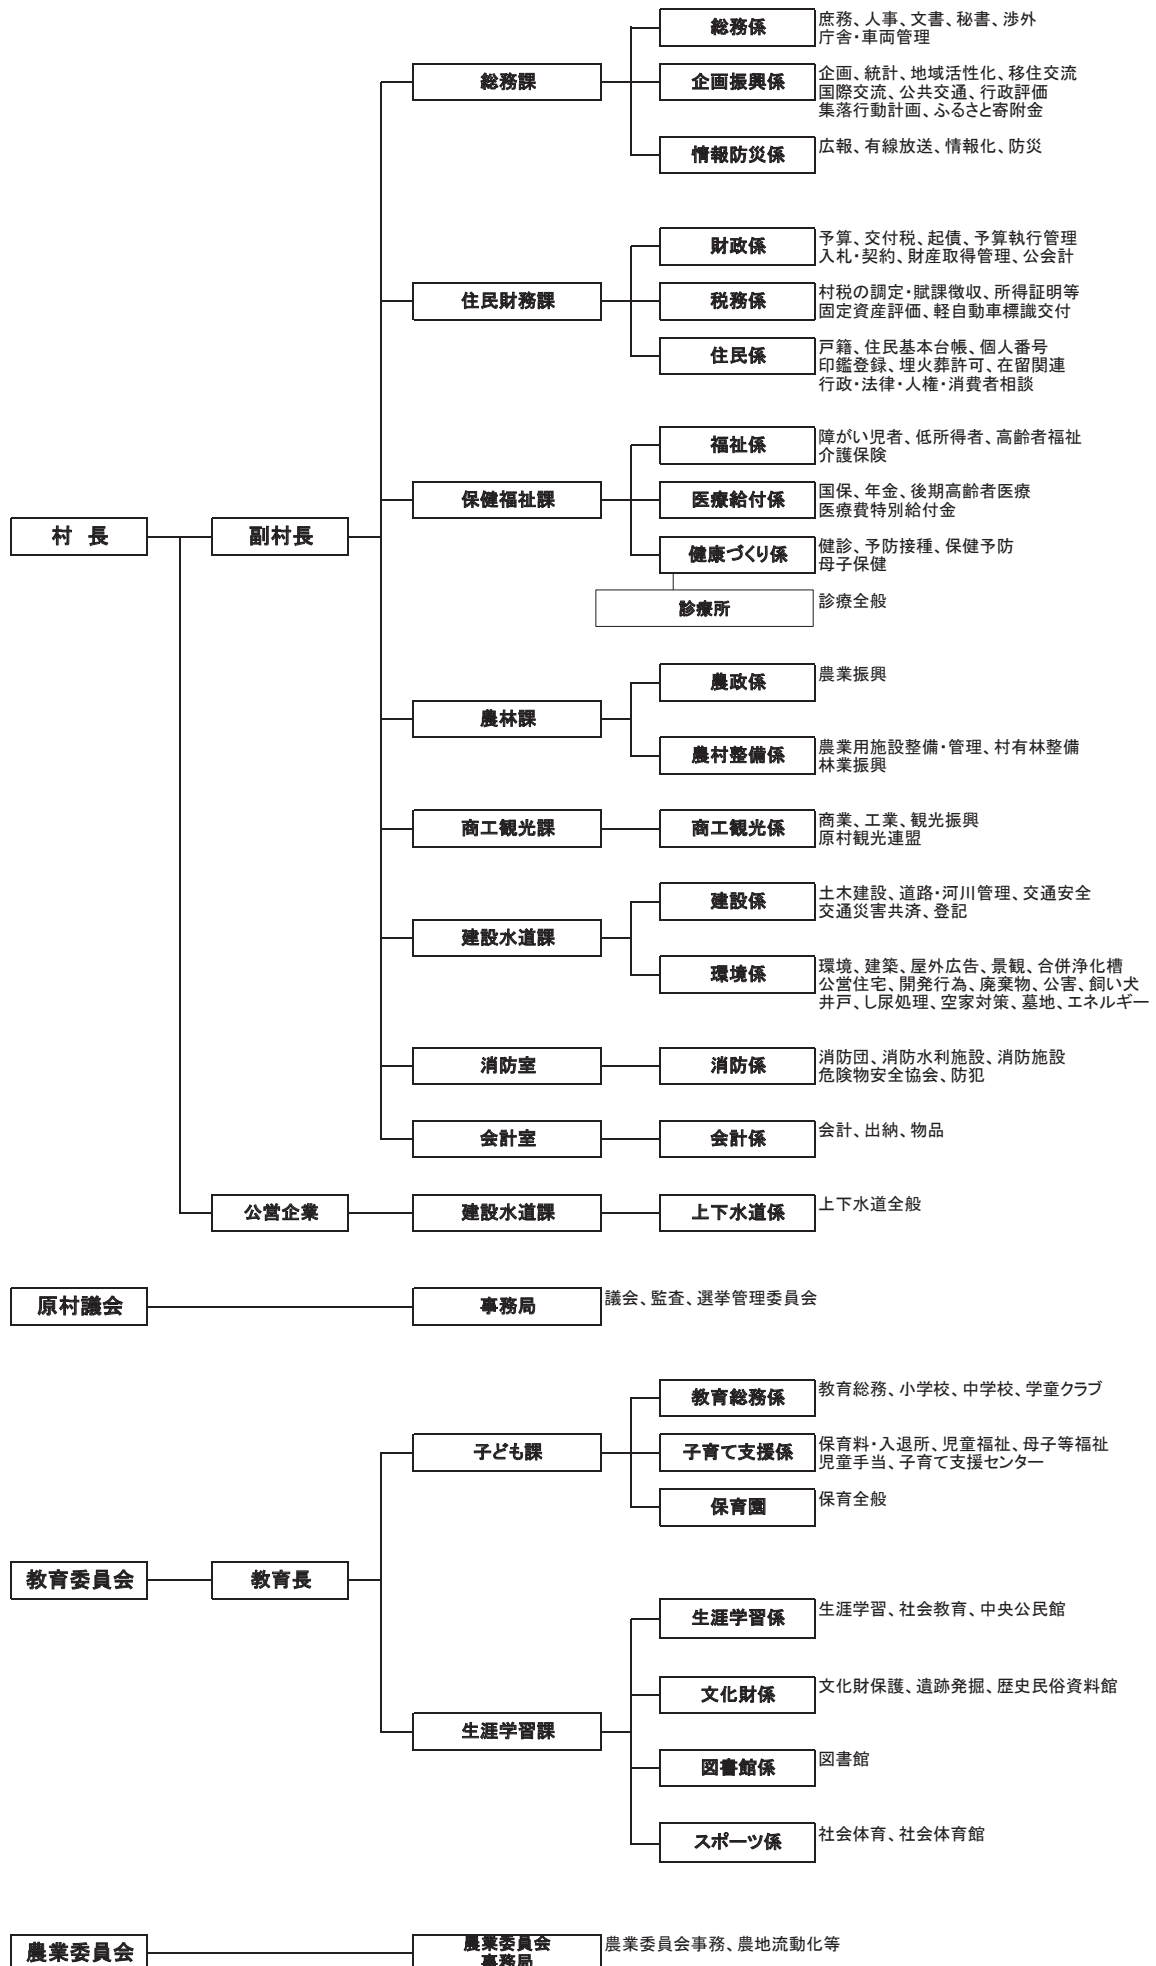 総務係
庶務、人事、文書、秘書、渉外
庁舎・車両管理
総務課
企画振興係
企画、統計、地域活性化、移住交流
国際交流、公共交通、行政評価
集落行動計画、ふるさと寄附金
情報防災係
広報、有線放送、情報化、防災
財政係
予算、交付税、起債、予算執行管理
入札・契約、財産取得管理、公会計
住民財務課
税務係
村税の調定・賦課徴収、所得証明等
固定資産評価、軽自動車標識交付
住民係
戸籍、住民基本台帳、個人番号
印鑑登録、埋火葬許可、在留関連
行政・法律・人権・消費者相談
福祉係
障がい児者、低所得者、高齢者福祉
介護保険
保健福祉課
医療給付係
国保、年金、後期高齢者医療
医療費特別給付金
村 長
副村長
健康づくり係
健診、予防接種、保健予防
母子保健
診療所
診療全般
農政係
農業振興
農林課
農村整備係
農業用施設整備・管理、村有林整備
林業振興
商工観光課
商工観光係
商業、工業、観光振興
原村観光連盟
建設係
土木建設、道路・河川管理、交通安全
交通災害共済、登記
建設水道課
環境係
環境、建築、屋外広告、景観、合併浄化槽
公営住宅、開発行為、廃棄物、公害、飼い犬
井戸、し尿処理、空家対策、墓地、エネルギー
消防室
消防係
消防団、消防水利施設、消防施設
危険物安全協会、防犯
会計室
会計係
会計、出納、物品
公営企業
建設水道課
上下水道係
上下水道全般
原村議会
事務局
議会、監査、選挙管理委員会
教育総務係
教育総務、小学校、中学校、学童クラブ
子ども課
子育て支援係
保育料・入退所、児童福祉、母子等福祉
児童手当、子育て支援センター
保育園
保育全般
教育委員会
教育長
生涯学習係
生涯学習、社会教育、中央公民館
文化財係
文化財保護、遺跡発掘、歴史民俗資料館
生涯学習課
図書館係
図書館
スポーツ係
社会体育、社会体育館
農業委員会
農業委員会
事務局
農業委員会事務、農地流動化等